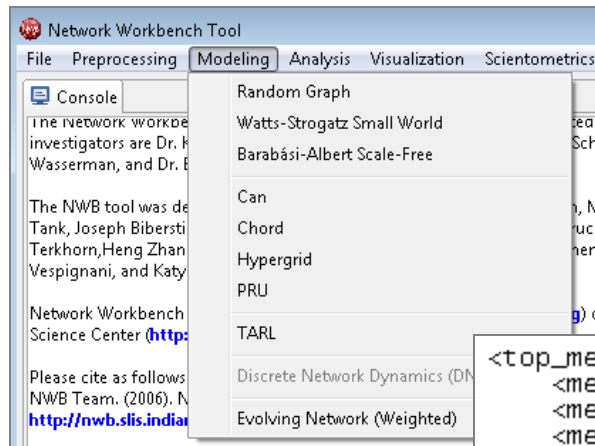 Network Workbench Tool
File Preprocessing Modeling Analysis Visualization Scientometrics
Console
The Network
investigators are Dr.
Wasserman, and Dr.
The NWB tool was
Tank, Joseph
Terkhorn,Heng Zhan
Vespignani, and Katy
Network Workbench
Science Center (http:
Please cite as follows
NWB Team. (2006). N
http://nwb.slis.indian
Random Graph
Watts-Strogatz Small World
Barabási-Albert Scale-Free
Can
Chord
Hypergrid
PRU
TARL
Discrete Network Dynamics (DN
Evolving Network (Weighted)
<top_me
<me
<me
<me